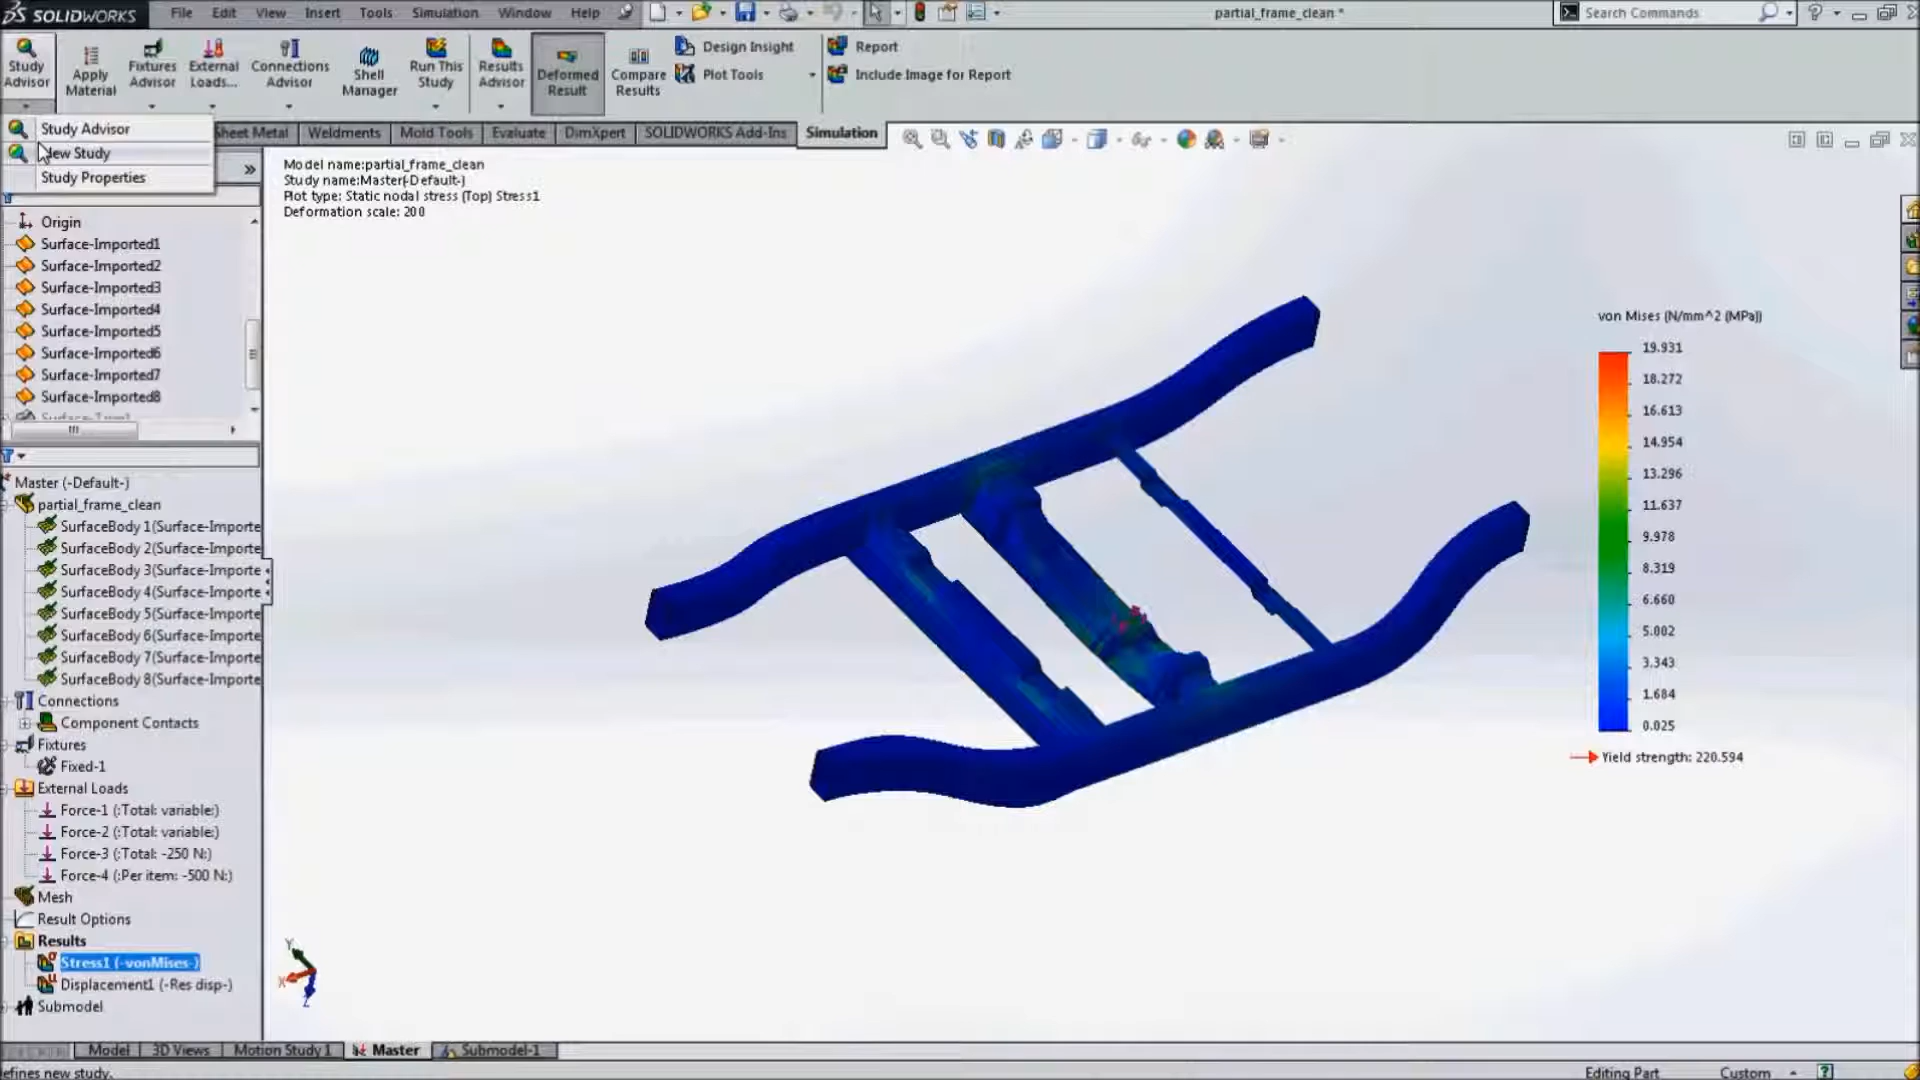 SOLIDWORKS File Edit View Insert Tools Simulation Window Help partial_frame_clean * Search Commands
Study Advisor
Apply Material
Fixtures Advisor
External Loads...
Connections Advisor
Shell Manager
Run This Study
Results Advisor
Deformed Result
Compare Results
Design Insight
Plot Tools
Report
Include Image for Report
Study Advisor
New Study
Study Properties
Sheet Metal Weldments Mold Tools Evaluate DimXpert SOLIDWORKS Add-Ins Simulation
Model name:partial_frame_clean
Study name:Master(-Default-)
Plot type: Static nodal stress (Top) Stress1
Deformation scale: 200
Origin
Surface-Imported1
Surface-Imported2
Surface-Imported3
Surface-Imported4
Surface-Imported5
Surface-Imported6
Surface-Imported7
Surface-Imported8
Master (-Default-)
partial_frame_clean
SurfaceBody 1(Surface-Importe
SurfaceBody 2(Surface-Importe
SurfaceBody 3(Surface-Importe
SurfaceBody 4(Surface-Importe
SurfaceBody 5(Surface-Importe
SurfaceBody 6(Surface-Importe
SurfaceBody 7(Surface-Importe
SurfaceBody 8(Surface-Importe
Connections
Component Contacts
Fixtures
Fixed-1
External Loads
Force-1 (:Total: variable:)
Force-2 (:Total: variable:)
Force-3 (:Total: -250 N:)
Force-4 (:Per item: -500 N:)
Mesh
Result Options
Results
Stress1 (-vonMises-)
Displacement1 (-Res disp-)
Submodel
von Mises (N/mm^2 (MPa))
19.931
18.272
16.613
14.954
13.296
11.637
9.978
8.319
6.660
5.002
3.343
1.684
0.025
Yield strength: 220.594
Y
X
Z
Model 3D Views Motion Study 1 Master Submodel-1
efines new study. Editing Part Custom